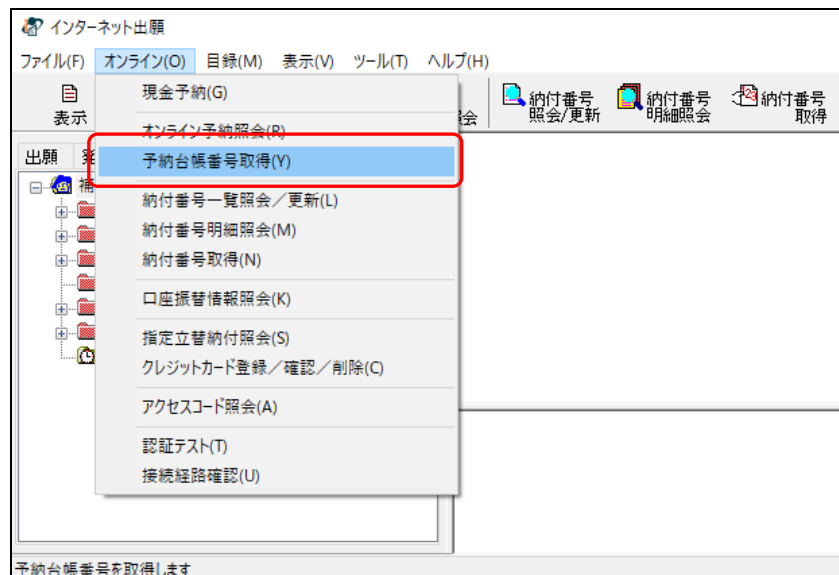 インターネット出願
ファイル(F) オンライン(O) 目録(M) 表示(V) ツール(T) ヘルプ(H)
表示
会
納付番号
照会/更新
納付番号
明細照会
納付番号
取得
現金予納(G)
オンライン予納照会(R)
予納台帳番号取得(Y)
納付番号一覧照会／更新(L)
納付番号明細照会(M)
納付番号取得(N)
口座振替情報照会(K)
指定立替納付照会(S)
クレジットカード登録／確認／削除(C)
アクセスコード照会(A)
認証テスト(T)
接続経路確認(U)
出願
補
予納台帳番号を取得します